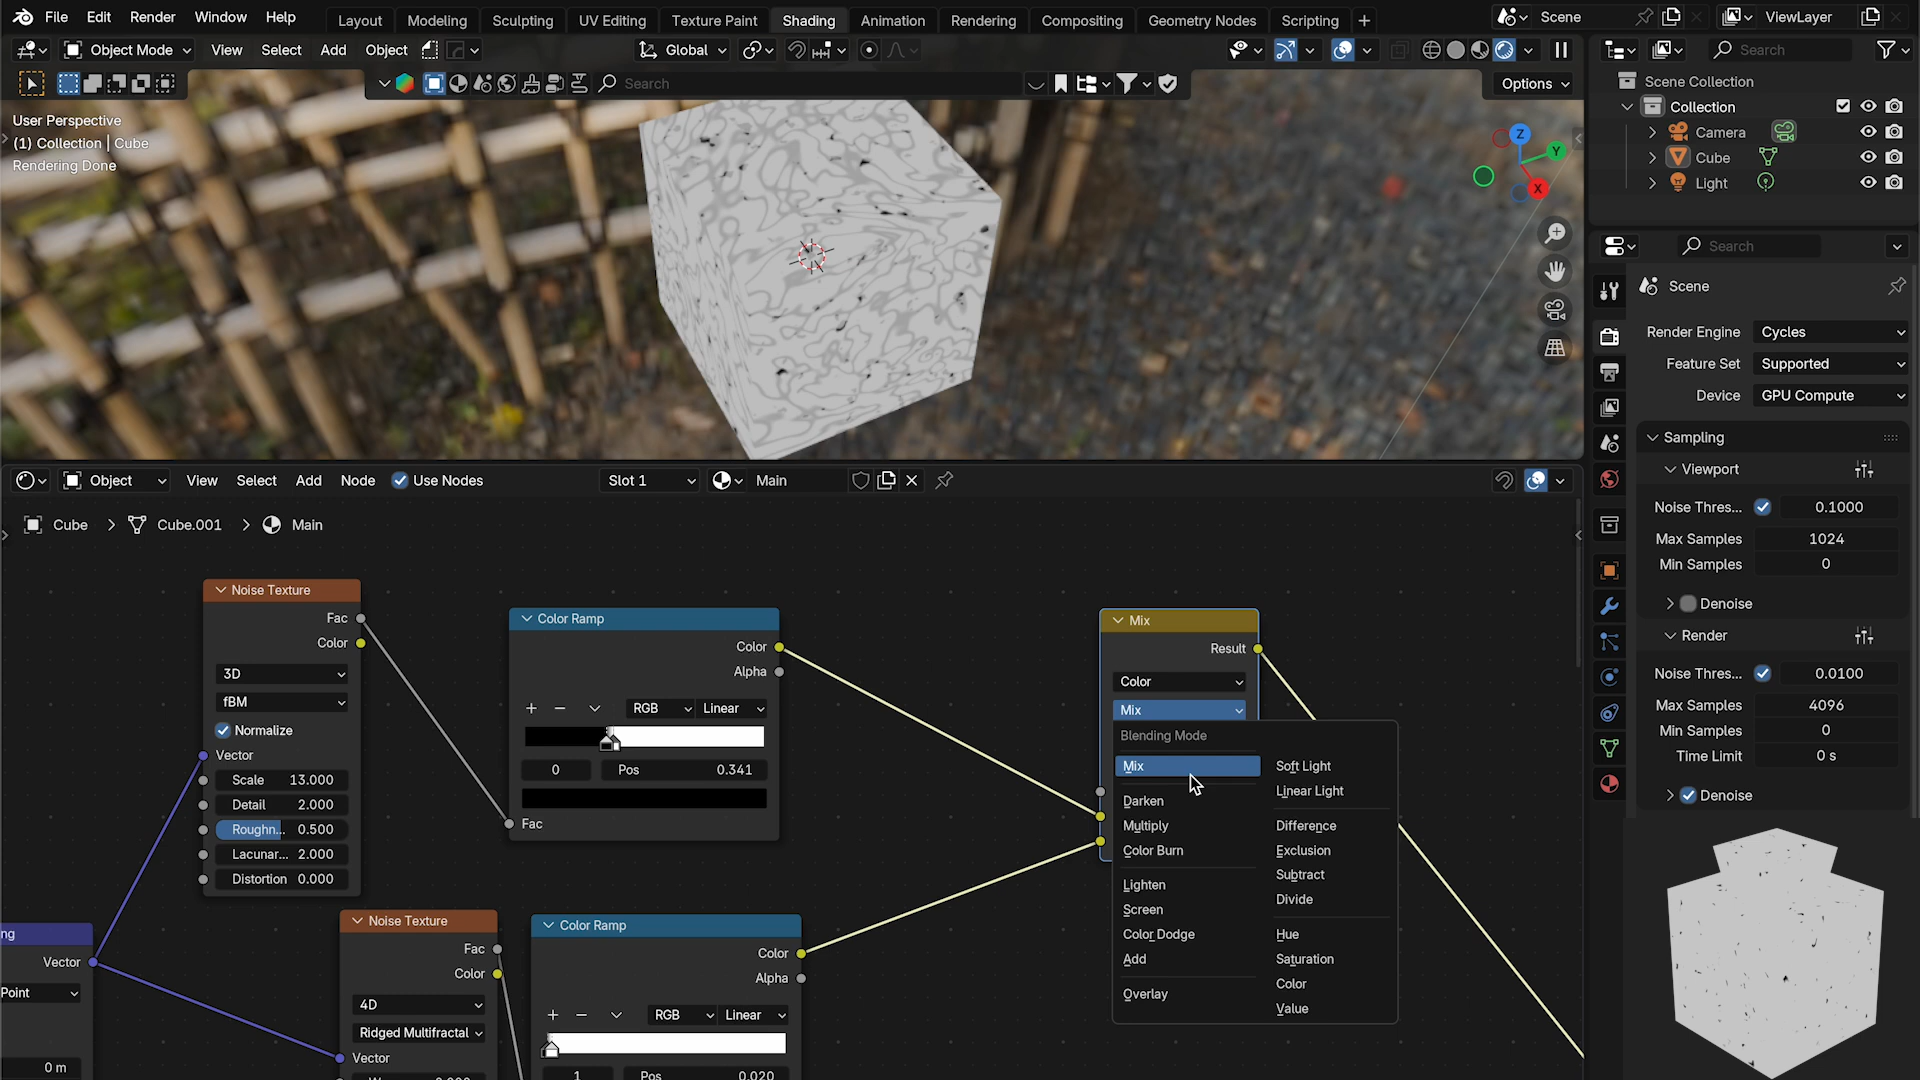 File Edit Render Window Help Layout Modeling Sculpting UV Editing Texture Paint Shading Animation Rendering Compositing Geometry Nodes Scripting + Scene ViewLayer
Object Mode View Select Add Object Global Search
Search Options
User Perspective
(1) Collection | Cube
Rendering Done
Z
Y
X
Scene Collection
Collection
Camera
Cube
Light
Search
Scene
Render Engine Cycles
Feature Set Supported
Device GPU Compute
Sampling
Viewport
Noise Thres... 0.1000
Max Samples 1024
Min Samples 0
Denoise
Render
Noise Thres... 0.0100
Max Samples 4096
Min Samples 0
Time Limit 0 s
Denoise
Object View Select Add Node Use Nodes Slot 1 Main
Cube > Cube.001 > Main
Noise Texture
Fac
Color
3D
fBM
Normalize
Vector
Scale 13.000
Detail 2.000
Roughn... 0.500
Lacunar... 2.000
Distortion 0.000
Color Ramp
Color
Alpha
+ − RGB Linear
0 Pos 0.341
Fac
Mix
Result
Color
Mix
Blending Mode
Mix
Darken
Multiply
Color Burn
Lighten
Screen
Color Dodge
Add
Overlay
Soft Light
Linear Light
Difference
Exclusion
Subtract
Divide
Hue
Saturation
Color
Value
ng
Vector
Point
0 m
Noise Texture
Fac
Color
4D
Ridged Multifractal
Vector
Color Ramp
Color
Alpha
+ − RGB Linear
1 Pos 0.020